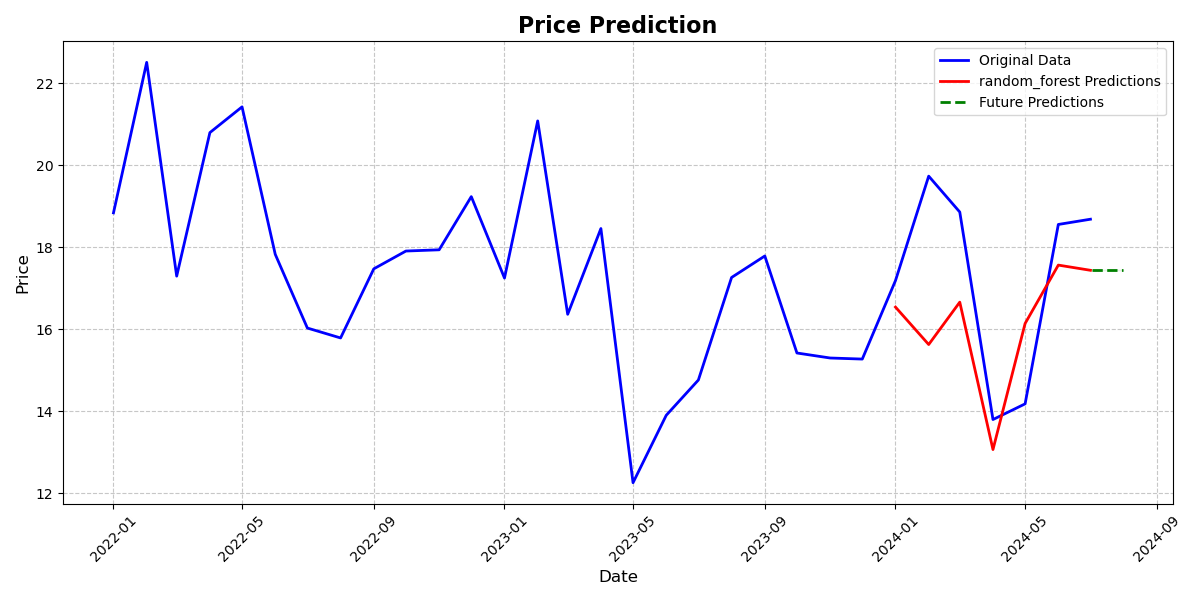 Price Prediction
Original Data
random_forest Predictions
Future Predictions
Price
22
20
18
16
14
12
2022-01
2022-05
2022-09
2023-01
2023-05
2023-09
2024-01
2024-05
2024-09
Date